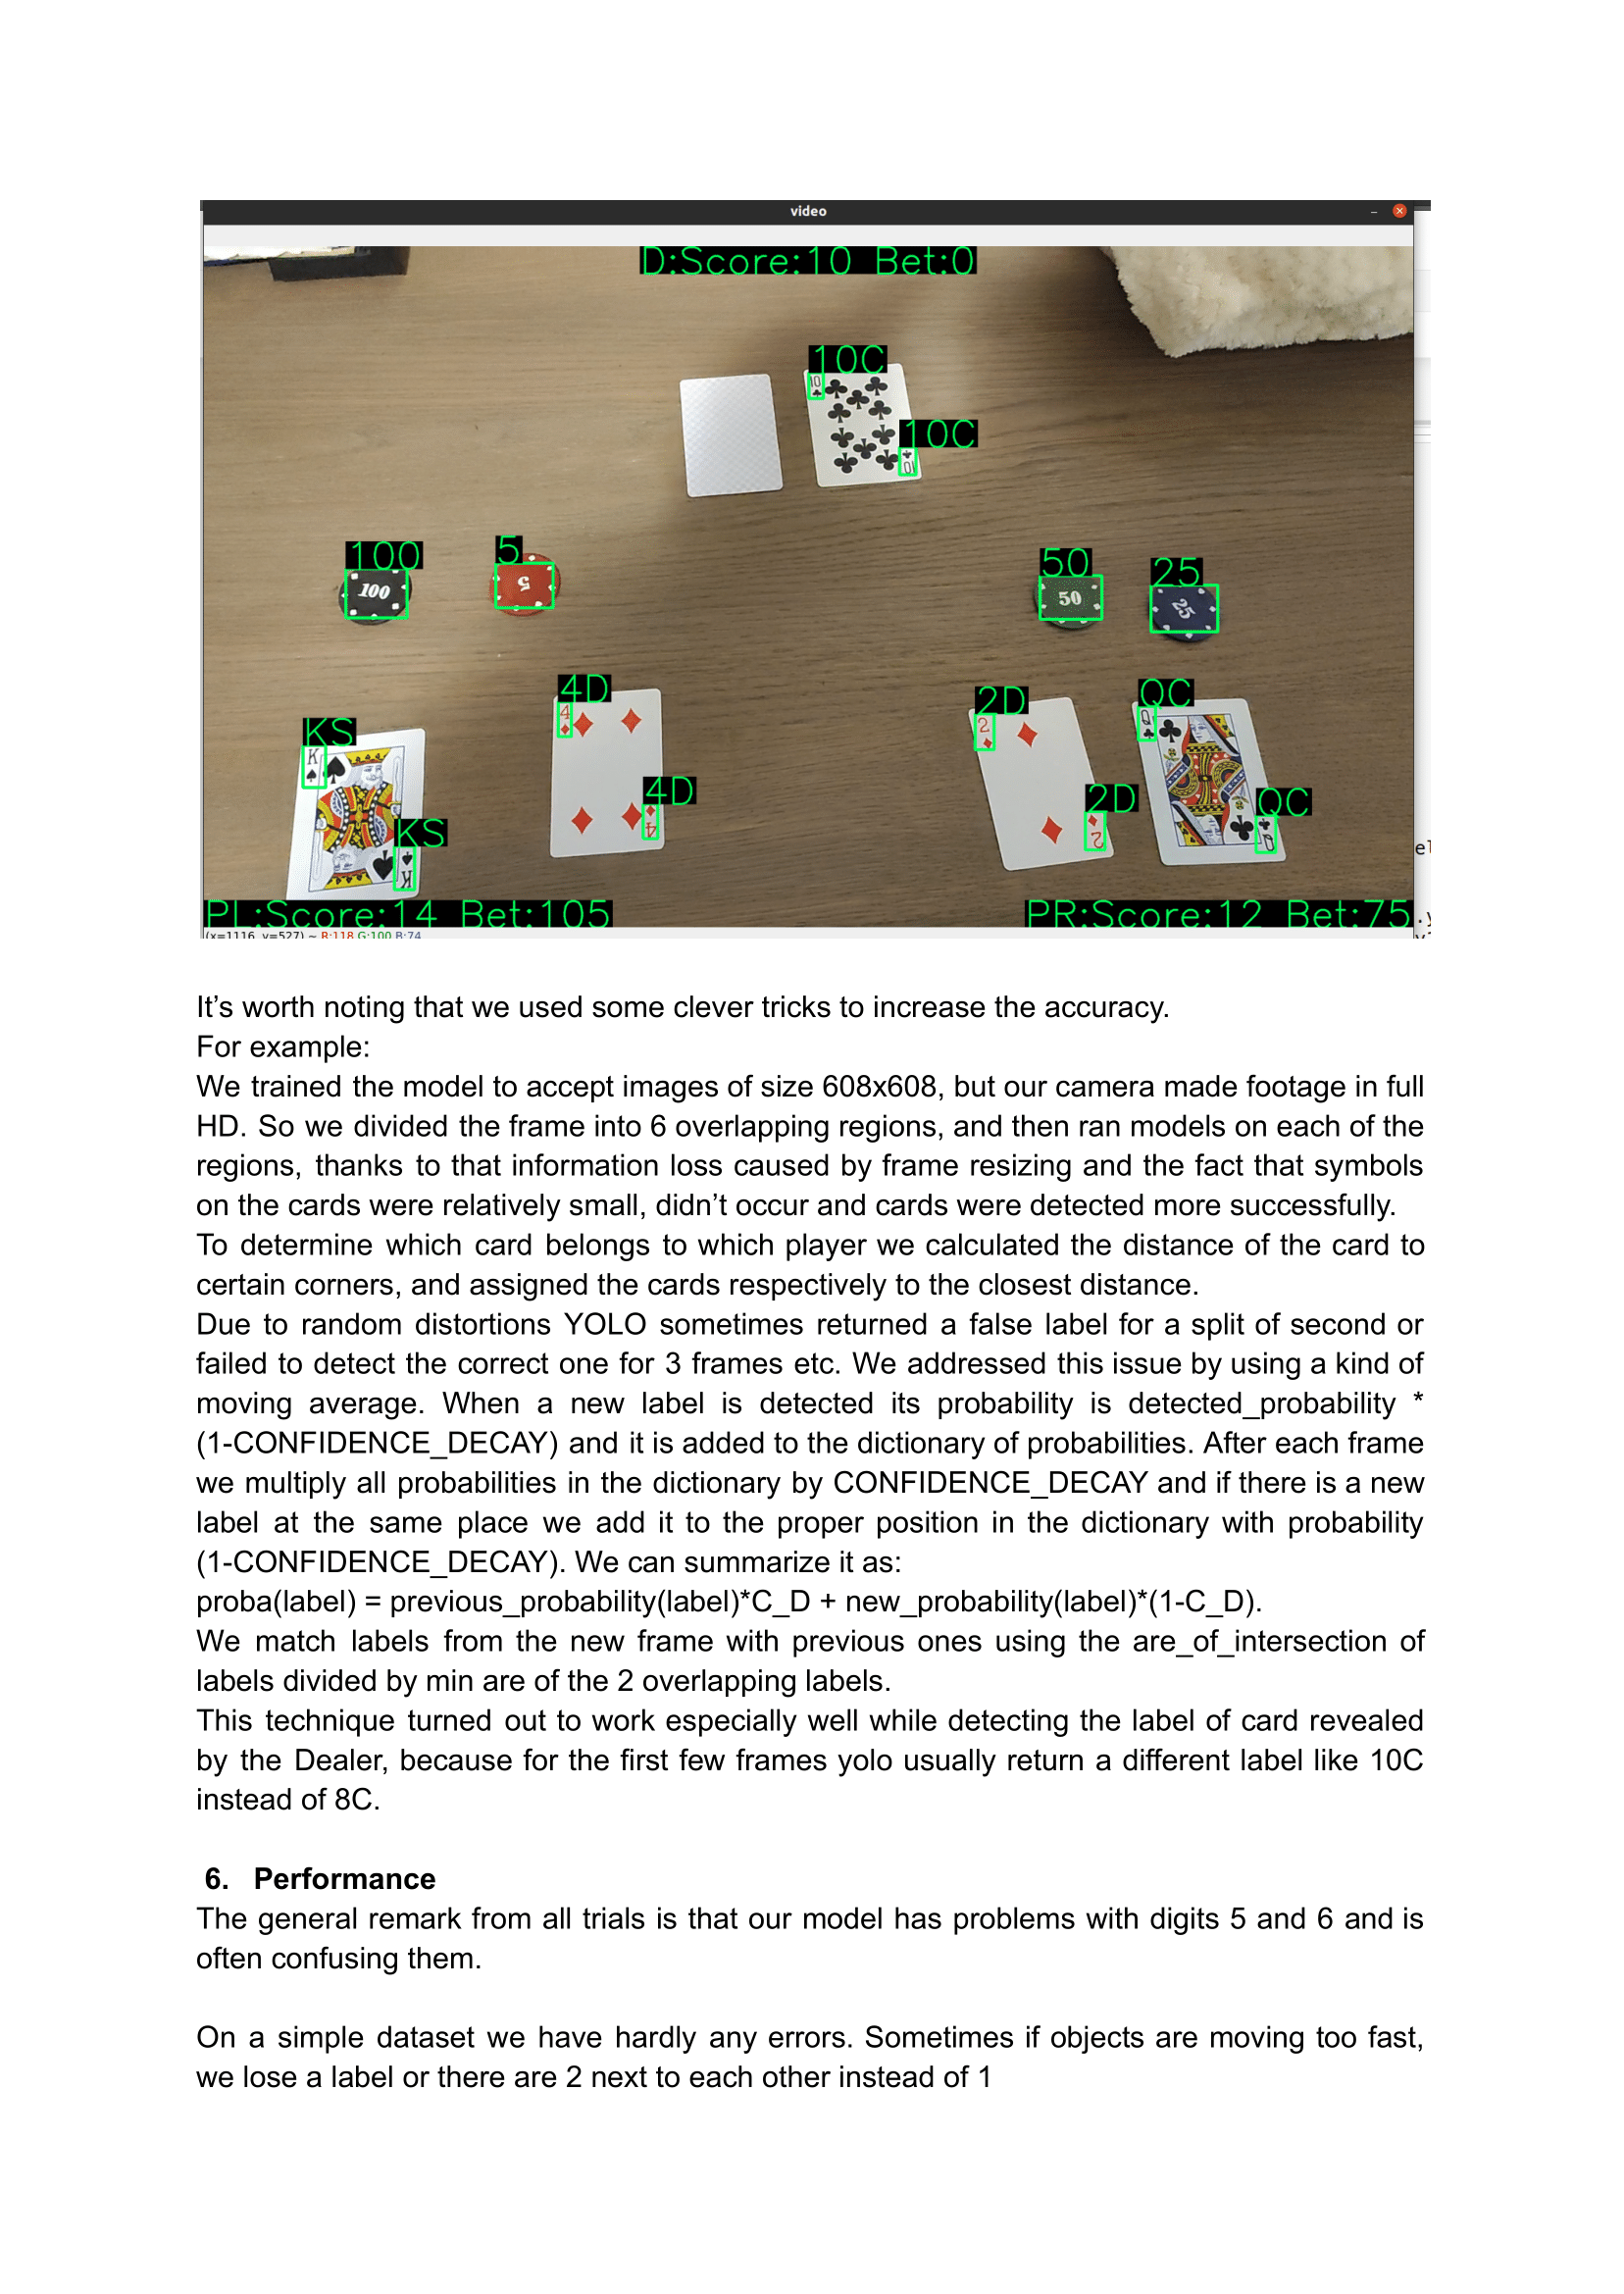 video
D:Score:10 Bet:0
10C
10
10C
10
100
5
50
25
100
5
50
25
4D
4
2D
2
QC
Q
KS
K
4D
4
2D
2
QC
Q
KS
K
el
.y
PL:Score:14 Bet:105
PR:Score:12 Bet:75
(x=1116, y=527) ~ R:118 G:100 B:74
It’s worth noting that we used some clever tricks to increase the accuracy.
For example:
We trained the model to accept images of size 608x608, but our camera made footage in full
HD. So we divided the frame into 6 overlapping regions, and then ran models on each of the
regions, thanks to that information loss caused by frame resizing and the fact that symbols
on the cards were relatively small, didn’t occur and cards were detected more successfully.
To determine which card belongs to which player we calculated the distance of the card to
certain corners, and assigned the cards respectively to the closest distance.
Due to random distortions YOLO sometimes returned a false label for a split of second or
failed to detect the correct one for 3 frames etc. We addressed this issue by using a kind of
moving average. When a new label is detected its probability is detected_probability *
(1-CONFIDENCE_DECAY) and it is added to the dictionary of probabilities. After each frame
we multiply all probabilities in the dictionary by CONFIDENCE_DECAY and if there is a new
label at the same place we add it to the proper position in the dictionary with probability
(1-CONFIDENCE_DECAY). We can summarize it as:
proba(label) = previous_probability(label)*C_D + new_probability(label)*(1-C_D).
We match labels from the new frame with previous ones using the are_of_intersection of
labels divided by min are of the 2 overlapping labels.
This technique turned out to work especially well while detecting the label of card revealed
by the Dealer, because for the first few frames yolo usually return a different label like 10C
instead of 8C.
6. Performance
The general remark from all trials is that our model has problems with digits 5 and 6 and is
often confusing them.
On a simple dataset we have hardly any errors. Sometimes if objects are moving too fast,
we lose a label or there are 2 next to each other instead of 1